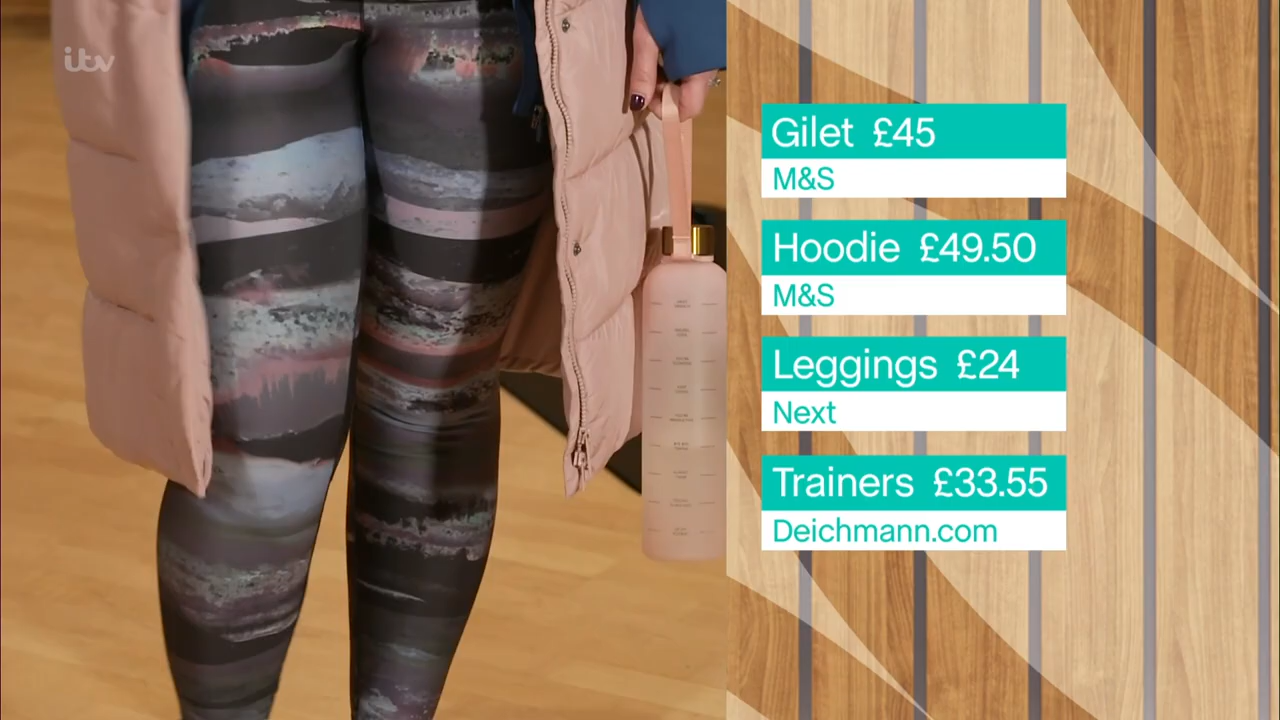 itv
Gilet £45
M&S
Hoodie £49.50
M&S
Leggings £24
Next
Trainers £33.55
Deichmann.com